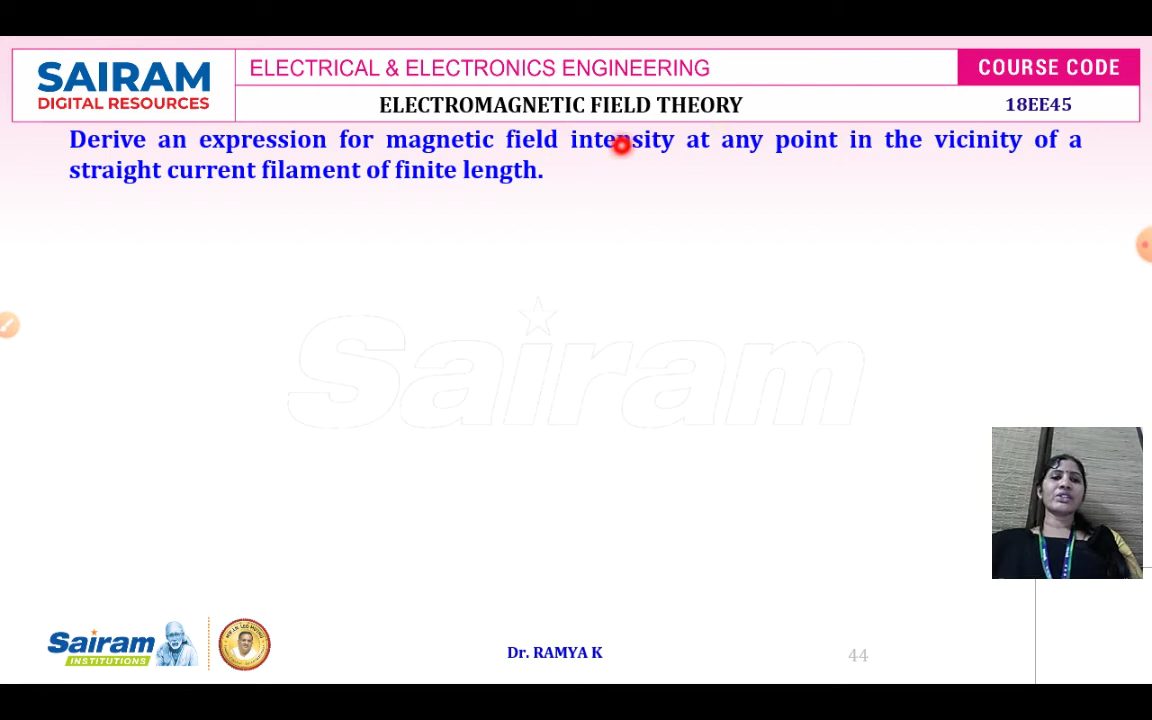 SAIRAM
DIGITAL RESOURCES
ELECTRICAL & ELECTRONICS ENGINEERING
COURSE CODE
ELECTROMAGNETIC FIELD THEORY
18EE45
Derive an expression for magnetic field intensity at any point in the vicinity of a
straight current filament of finite length.
Sairam
Sairam
INSTITUTIONS
Dr. RAMYA K
44